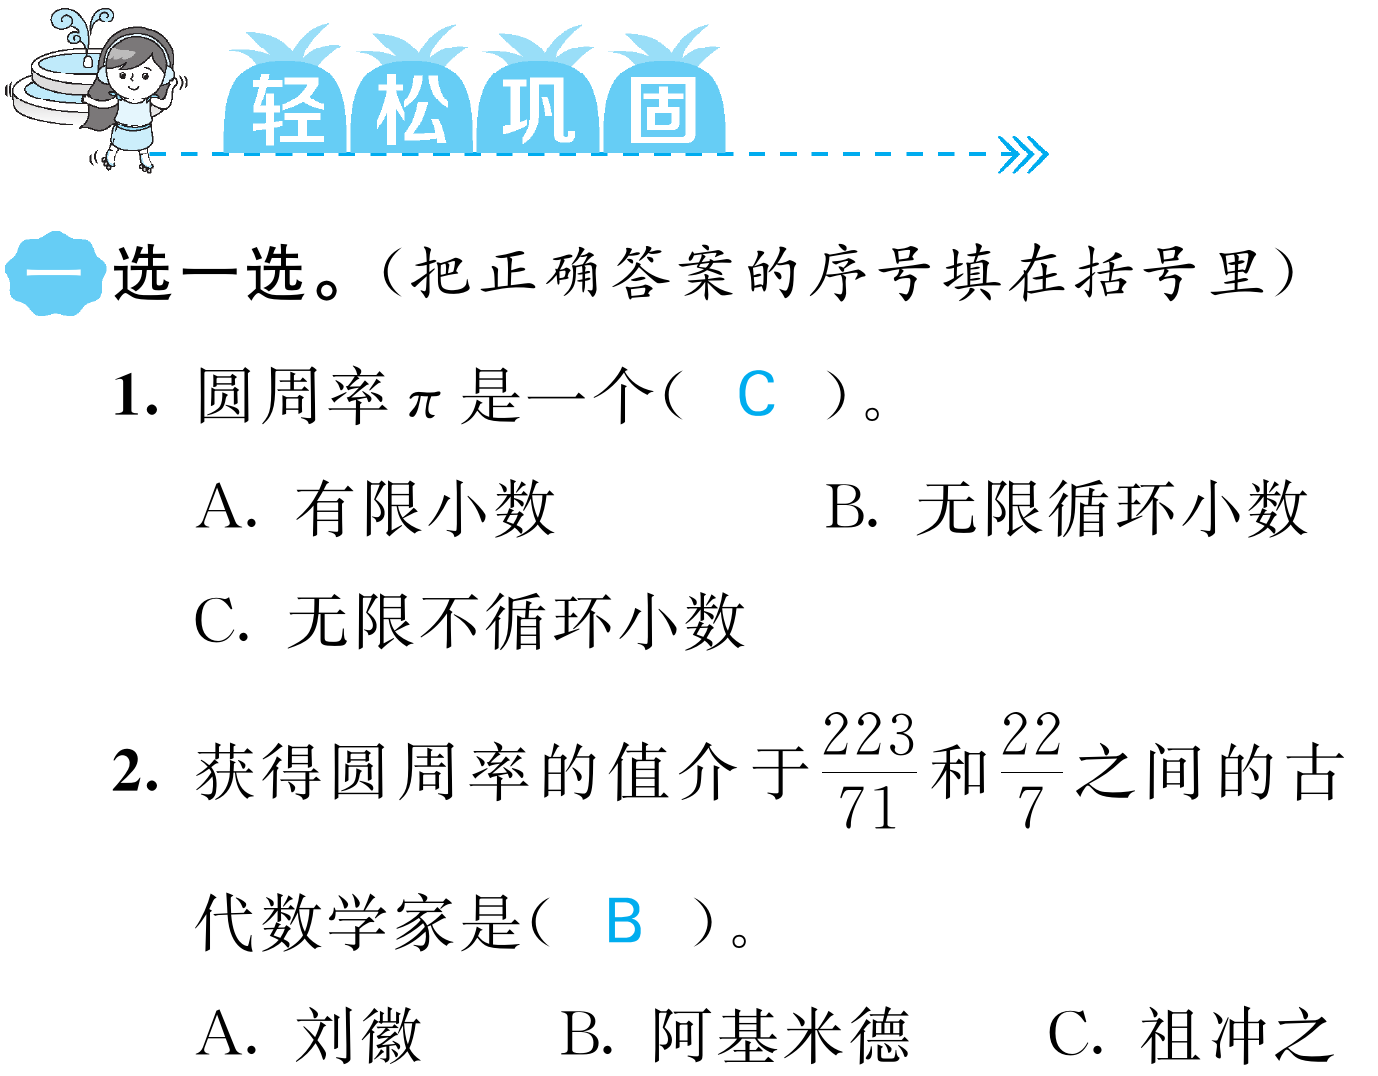 轻松巩固
一 选一选。（把正确答案的序号填在括号里）
1. 圆周率 π 是一个( C )。
A. 有限小数 B. 无限循环小数
C. 无限不循环小数
2. 获得圆周率的值介于223/71和22/7之间的古
代数学家是( B )。
A. 刘徽 B. 阿基米德 C. 祖冲之